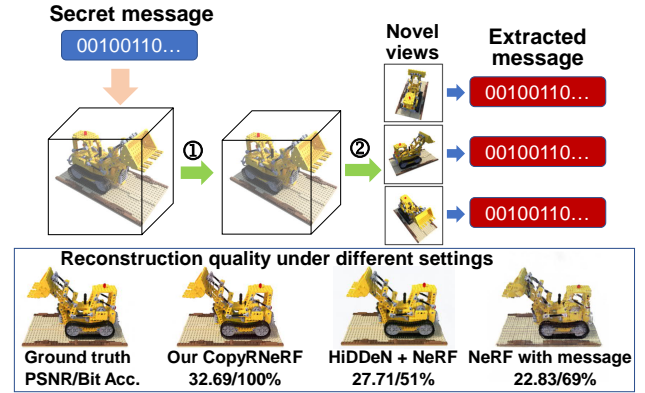 Secret message
00100110...
①
②
Novel
views
Extracted
message
00100110...
00100110...
00100110...
Reconstruction quality under different settings
Ground truth
PSNR/Bit Acc.
Our CopyRNeRF
32.69/100%
HiDDeN + NeRF
27.71/51%
NeRF with message
22.83/69%